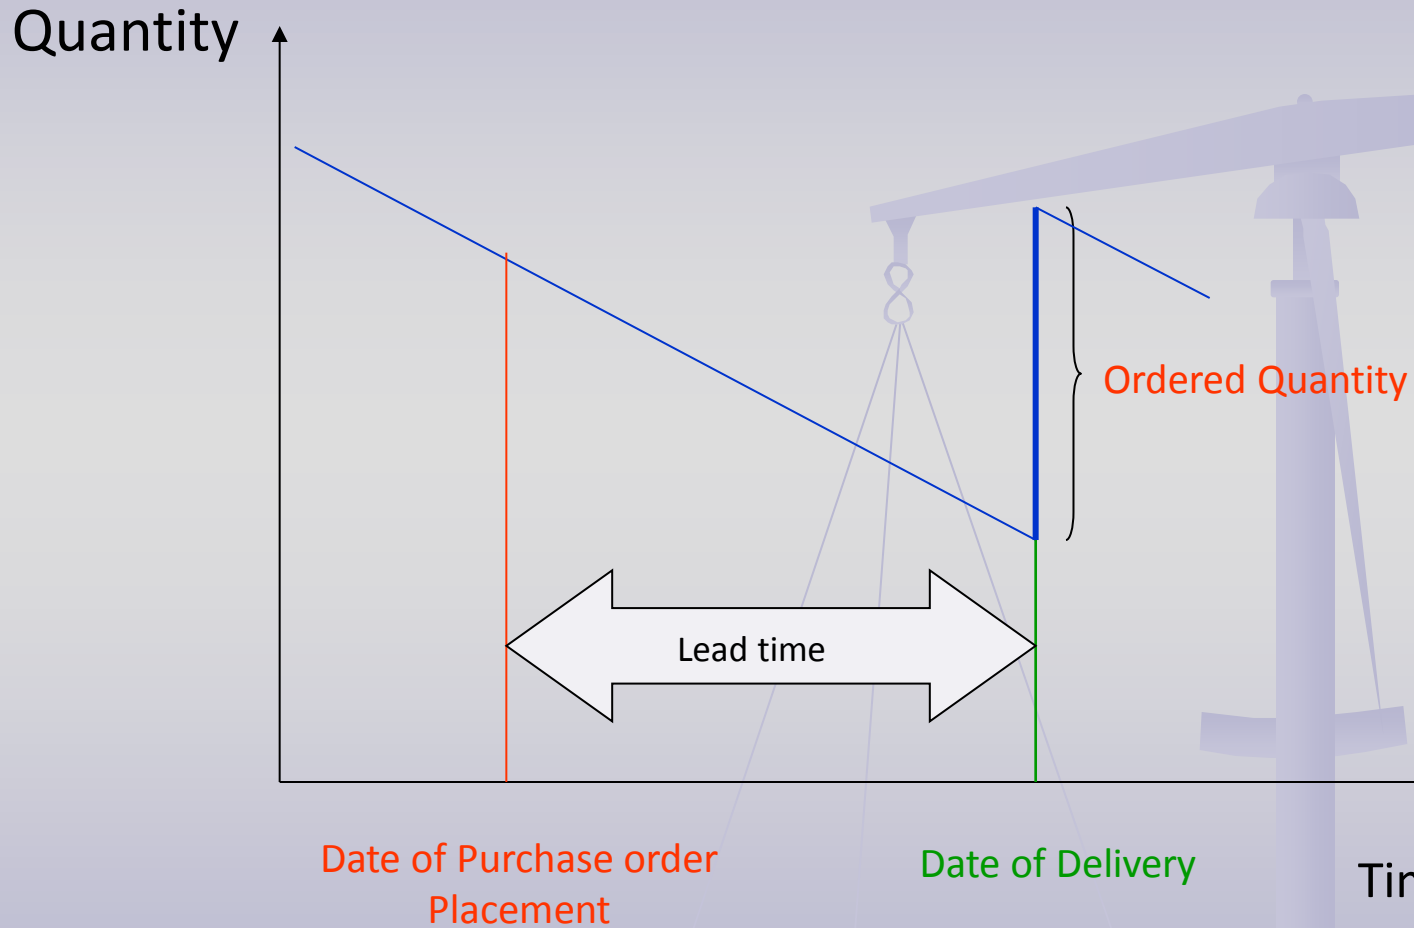 Quantity
Ordered Quantity
Lead time
Date of Purchase order
Placement
Date of Delivery